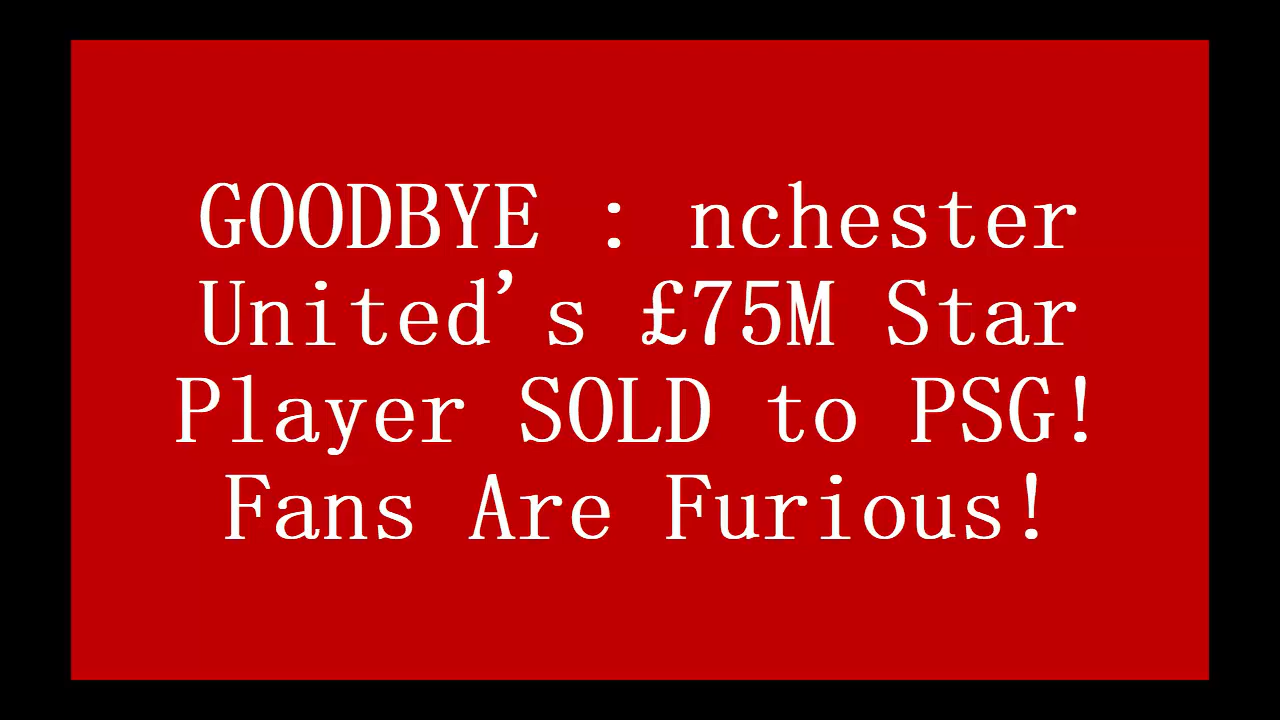 GOODBYE : nchester
United's £75M Star
Player SOLD to PSG!
Fans Are Furious!